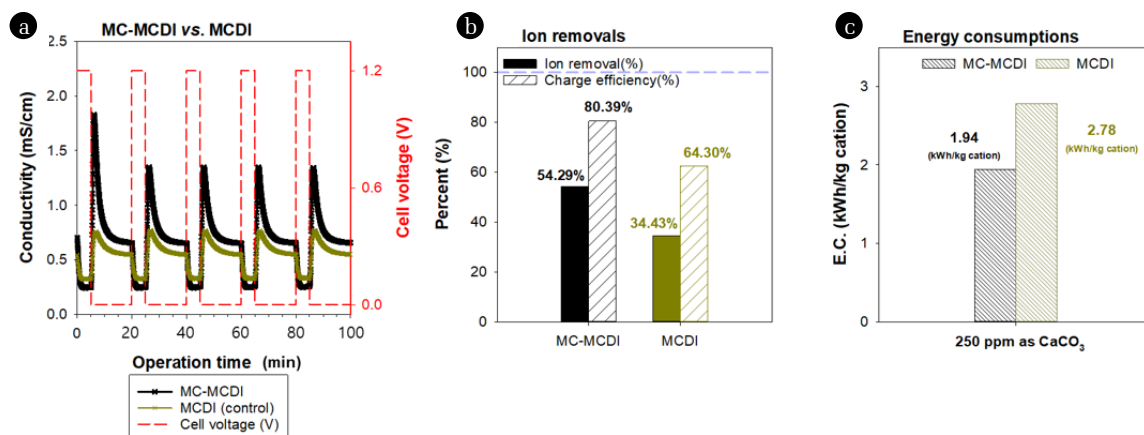 a
MC-MCDI vs. MCDI
2.5
2.0
1.5
1.0
0.5
0.0
Conductivity (mS/cm)
1.2
0.6
0.0
Cell voltage (V)
0 20 40 60 80 100
Operation time (min)
MC-MCDI
MCDI (control)
Cell voltage (V)
b
Ion removals
Ion removal(%)
Charge efficiency(%)
100
80
60
40
20
0
Percent (%)
80.39%
54.29%
64.30%
34.43%
MC-MCDI MCDI
c
Energy consumptions
MC-MCDI MCDI
3
2
1
0
E.C. (kWh/kg cation)
1.94
(kWh/kg cation)
2.78
(kWh/kg cation)
250 ppm as CaCO3